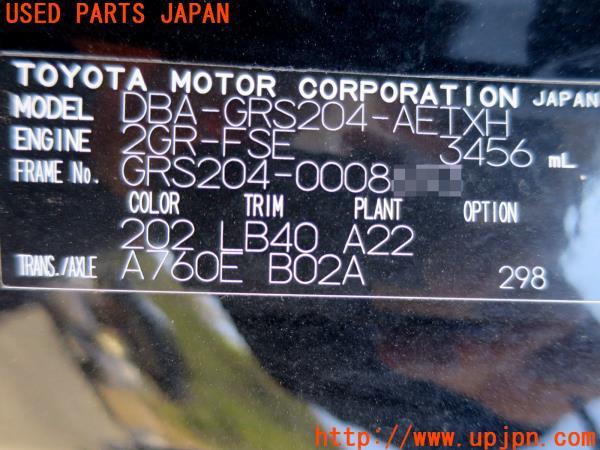 USED PARTS JAPAN
TOYOTA MOTOR CORPORATION JAPAN
MODEL DBA-GRS204-AETXH
ENGINE 2GR-FSE 3456 mL
FRAME No. GRS204-0008
COLOR TRIM PLANT OPTION
202 LB40 A22
TRANS./AXLE A760E B02A 298
http://www.upjpn.com